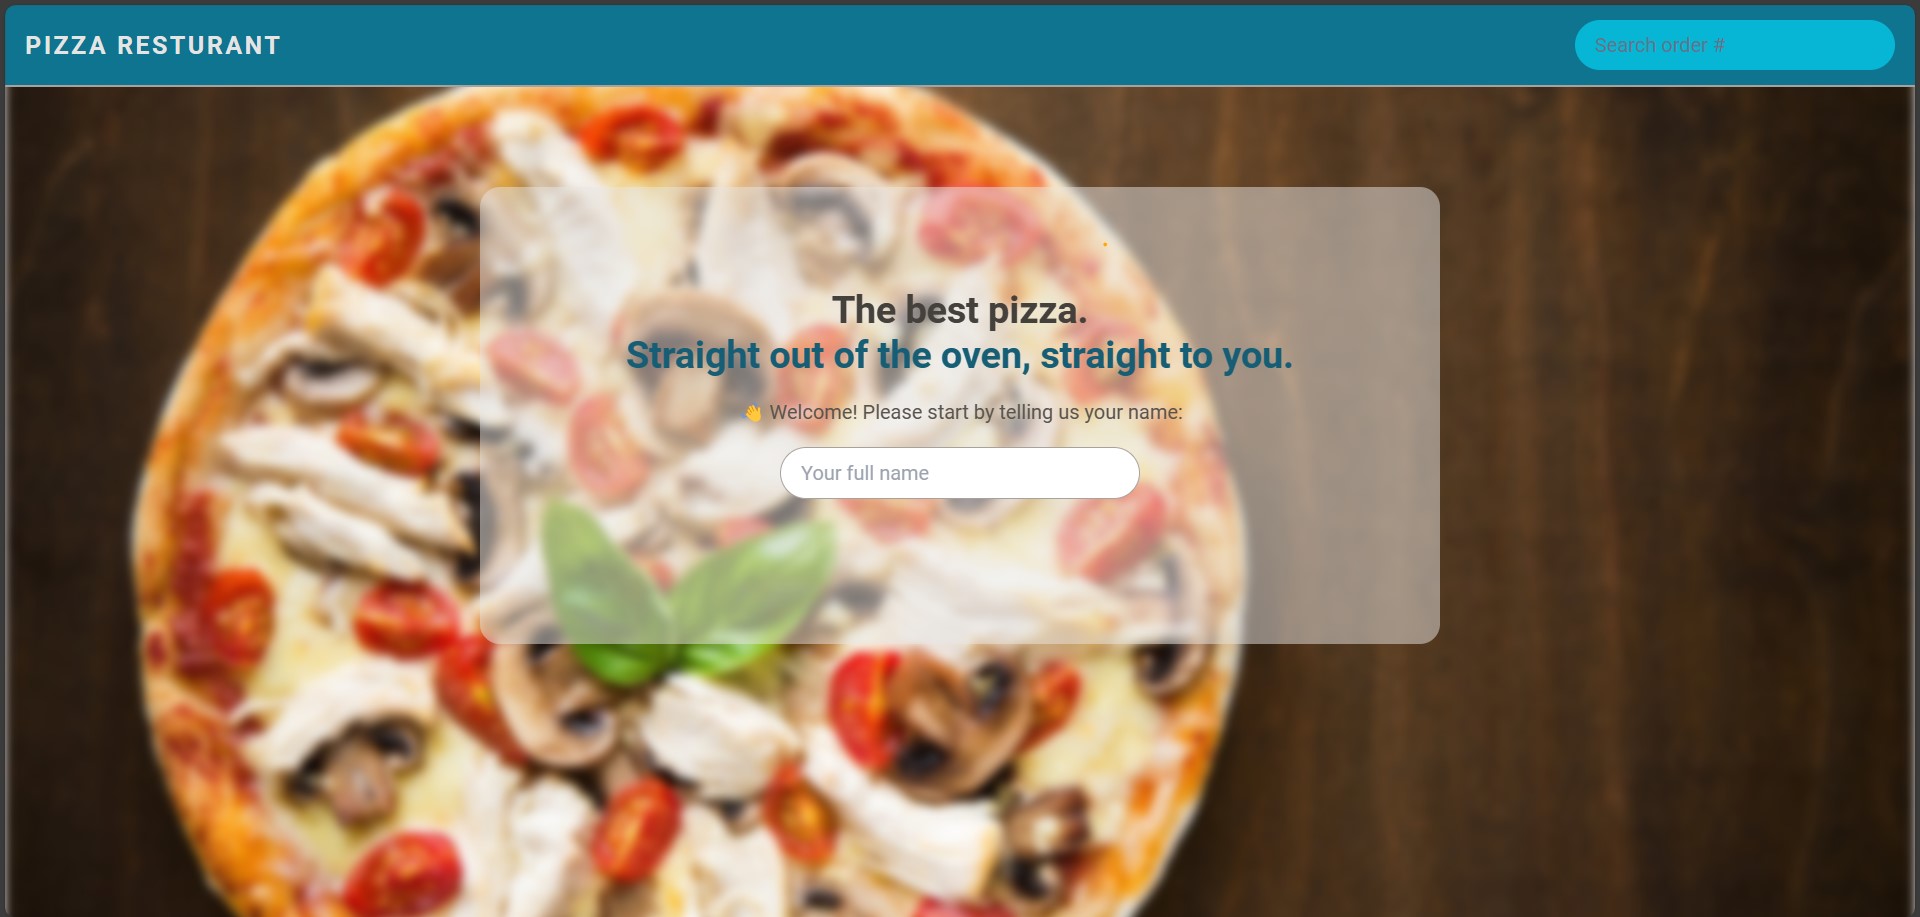 PIZZA RESTURANT
Search order #
The best pizza.
Straight out of the oven, straight to you.
👋 Welcome! Please start by telling us your name:
Your full name